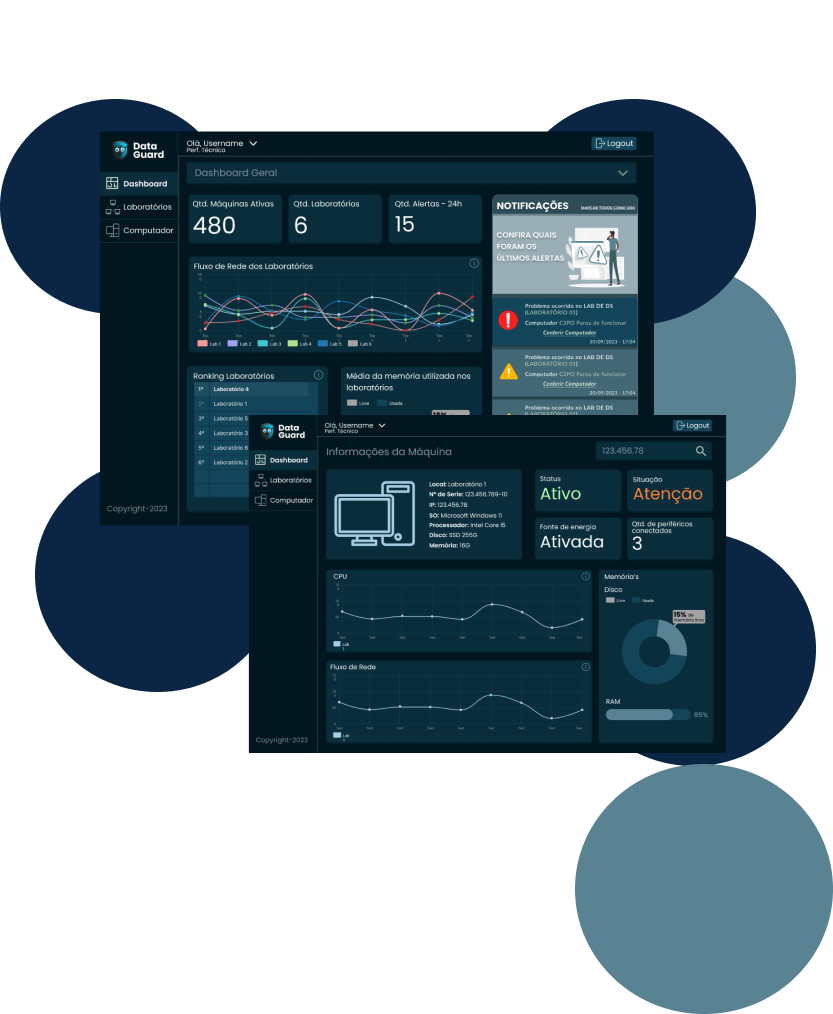 Data
Guard
Olá, Username
Perf. Técnico
Logout
Dashboard
Laboratórios
Computador
Dashboard Geral
Qtd. Máquinas Ativas
480
Qtd. Laboratórios
6
Qtd. Alertas - 24h
15
NOTIFICAÇÕES
MARCAR TODOS COMO LIDO
CONFIRA QUAIS
FORAM OS
ÚLTIMOS ALERTAS
Problema ocorrido no LAB DE DS
(LABORATÓRIO 01)
Computador C3PO Parou de funcionar
Conferir Computador
30/09/2023 - 17:04
Problema ocorrido no LAB DE DS
(LABORATÓRIO 01)
Computador C3PO Parou de funcionar
Conferir Computador
30/09/2023 - 17:04
Problema ocorrido no LAB DE DS
(LABORATÓRIO 01)
Fluxo de Rede dos Laboratórios
Lab 1
Lab 2
Lab 3
Lab 4
Lab 5
Lab 6
Ranking Laboratórios
1º Laboratório 4
2º Laboratório 1
3º Laboratório 5
4º Laboratório 3
5º Laboratório 6
6º Laboratório 2
Média da memória utilizada nos
laboratórios
Livre
Usada
15%
Copyright-2023
Data
Guard
Olá, Username
Perf. Técnico
Logout
Dashboard
Laboratórios
Computador
Informações da Máquina
123.456.78
Local: Laboratório 1
Nº de Serie: 123.456.789-10
IP: 123.456.78
SO: Microsoft Windows 11
Processador: Intel Core i5
Disco: SSD 255G
Memória: 16G
Status
Ativo
Situação
Atenção
Fonte de energia
Ativada
Qtd. de periféricos
conectados
3
CPU
Lab
1
Fluxo de Rede
Lab
1
Memória's
Disco
Livre
Usada
15% de
memória livre
RAM
85%
Copyright-2023